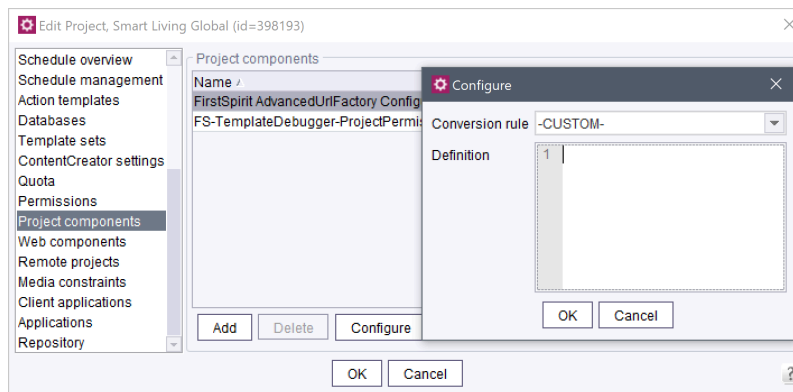 Edit Project, Smart Living Global (id=398193)
Schedule overview
Schedule management
Action templates
Databases
Template sets
ContentCreator settings
Quota
Permissions
Project components
Web components
Remote projects
Media constraints
Client applications
Applications
Repository
Project components
Name
FirstSpirit AdvancedUrlFactory Config
FS-TemplateDebugger-ProjectPermis
Add
Delete
Configure
Configure
Conversion rule -CUSTOM-
Definition
1
OK
Cancel
OK
Cancel
?